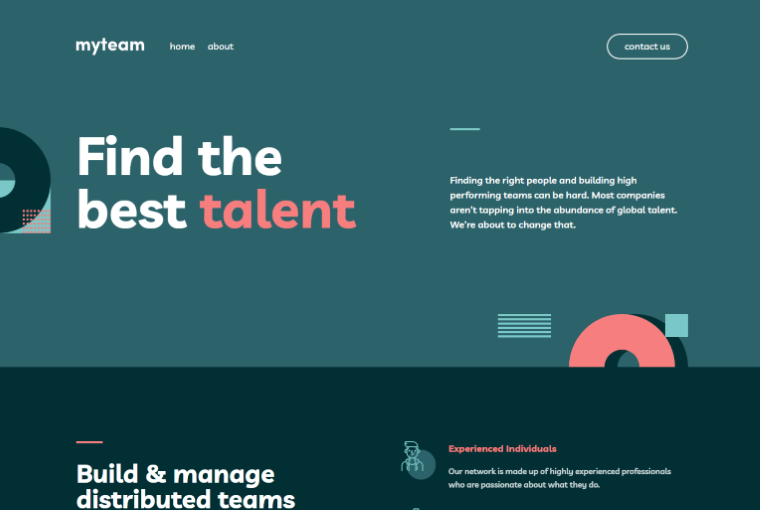 myteam
home about
contact us
Find the
best talent
Finding the right people and building high
performing teams can be hard. Most companies
aren't tapping into the abundance of global talent.
We're about to change that.
Build & manage
distributed teams
Experienced Individuals
Our network is made up of highly experienced professionals
who are passionate about what they do.